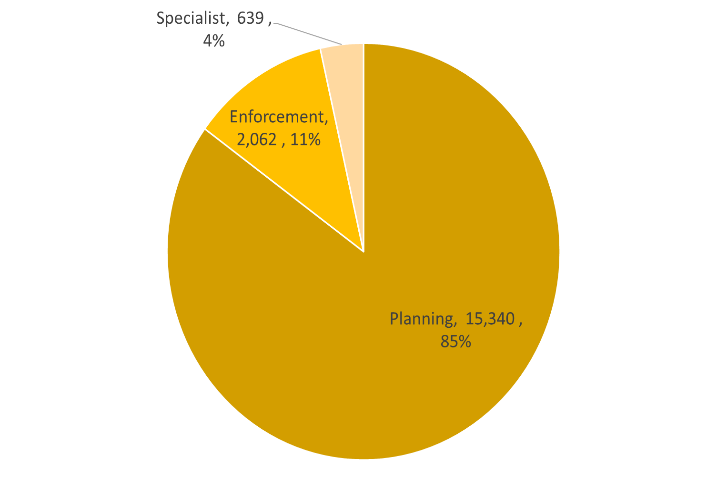 Specialist,  639 ,
4%
Enforcement,
2,062 , 11%
Planning,  15,340 ,
85%